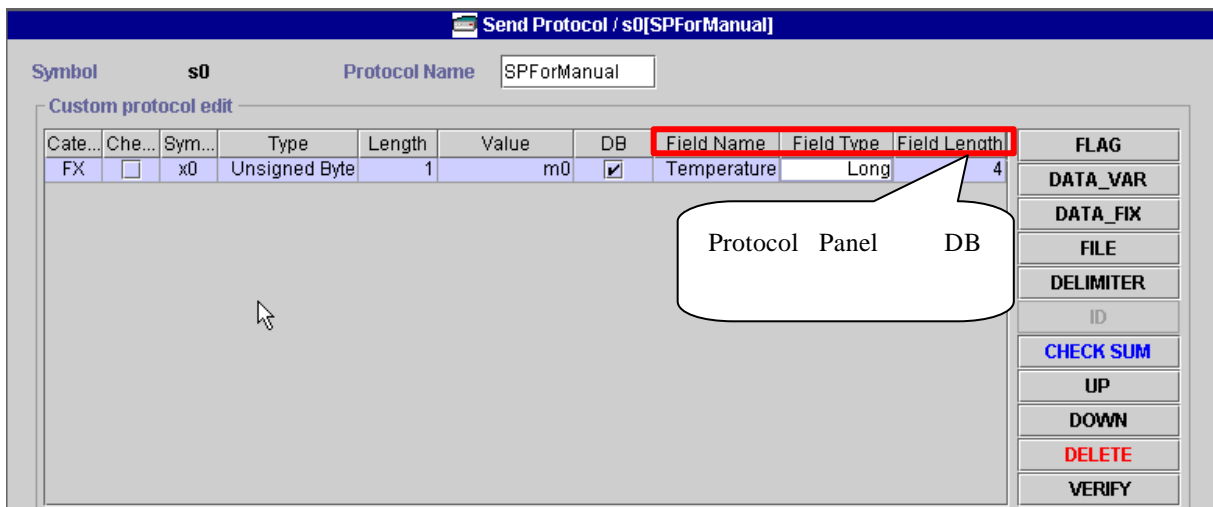 Send Protocol / s0[SPForManual]
Symbol s0 Protocol Name SPForManual
Custom protocol edit
Cate... Che... Sym... Type Length Value DB Field Name Field Type Field Length
FX x0 Unsigned Byte 1 m0 Temperature Long 4
Protocol Panel DB
FLAG
DATA_VAR
DATA_FIX
FILE
DELIMITER
ID
CHECK SUM
UP
DOWN
DELETE
VERIFY